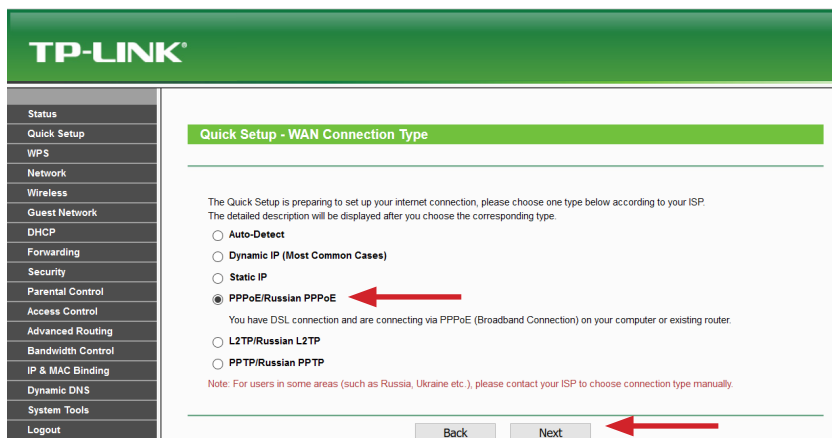 TP-LINK®
Status
Quick Setup
WPS
Network
Wireless
Guest Network
DHCP
Forwarding
Security
Parental Control
Access Control
Advanced Routing
Bandwidth Control
IP & MAC Binding
Dynamic DNS
System Tools
Logout
Quick Setup - WAN Connection Type
The Quick Setup is preparing to set up your internet connection, please choose one type below according to your ISP.
The detailed description will be displayed after you choose the corresponding type.
Auto-Detect
Dynamic IP (Most Common Cases)
Static IP
PPPoE/Russian PPPoE
You have DSL connection and are connecting via PPPoE (Broadband Connection) on your computer or existing router.
L2TP/Russian L2TP
PPTP/Russian PPTP
Note: For users in some areas (such as Russia, Ukraine etc.), please contact your ISP to choose connection type manually.
Back Next